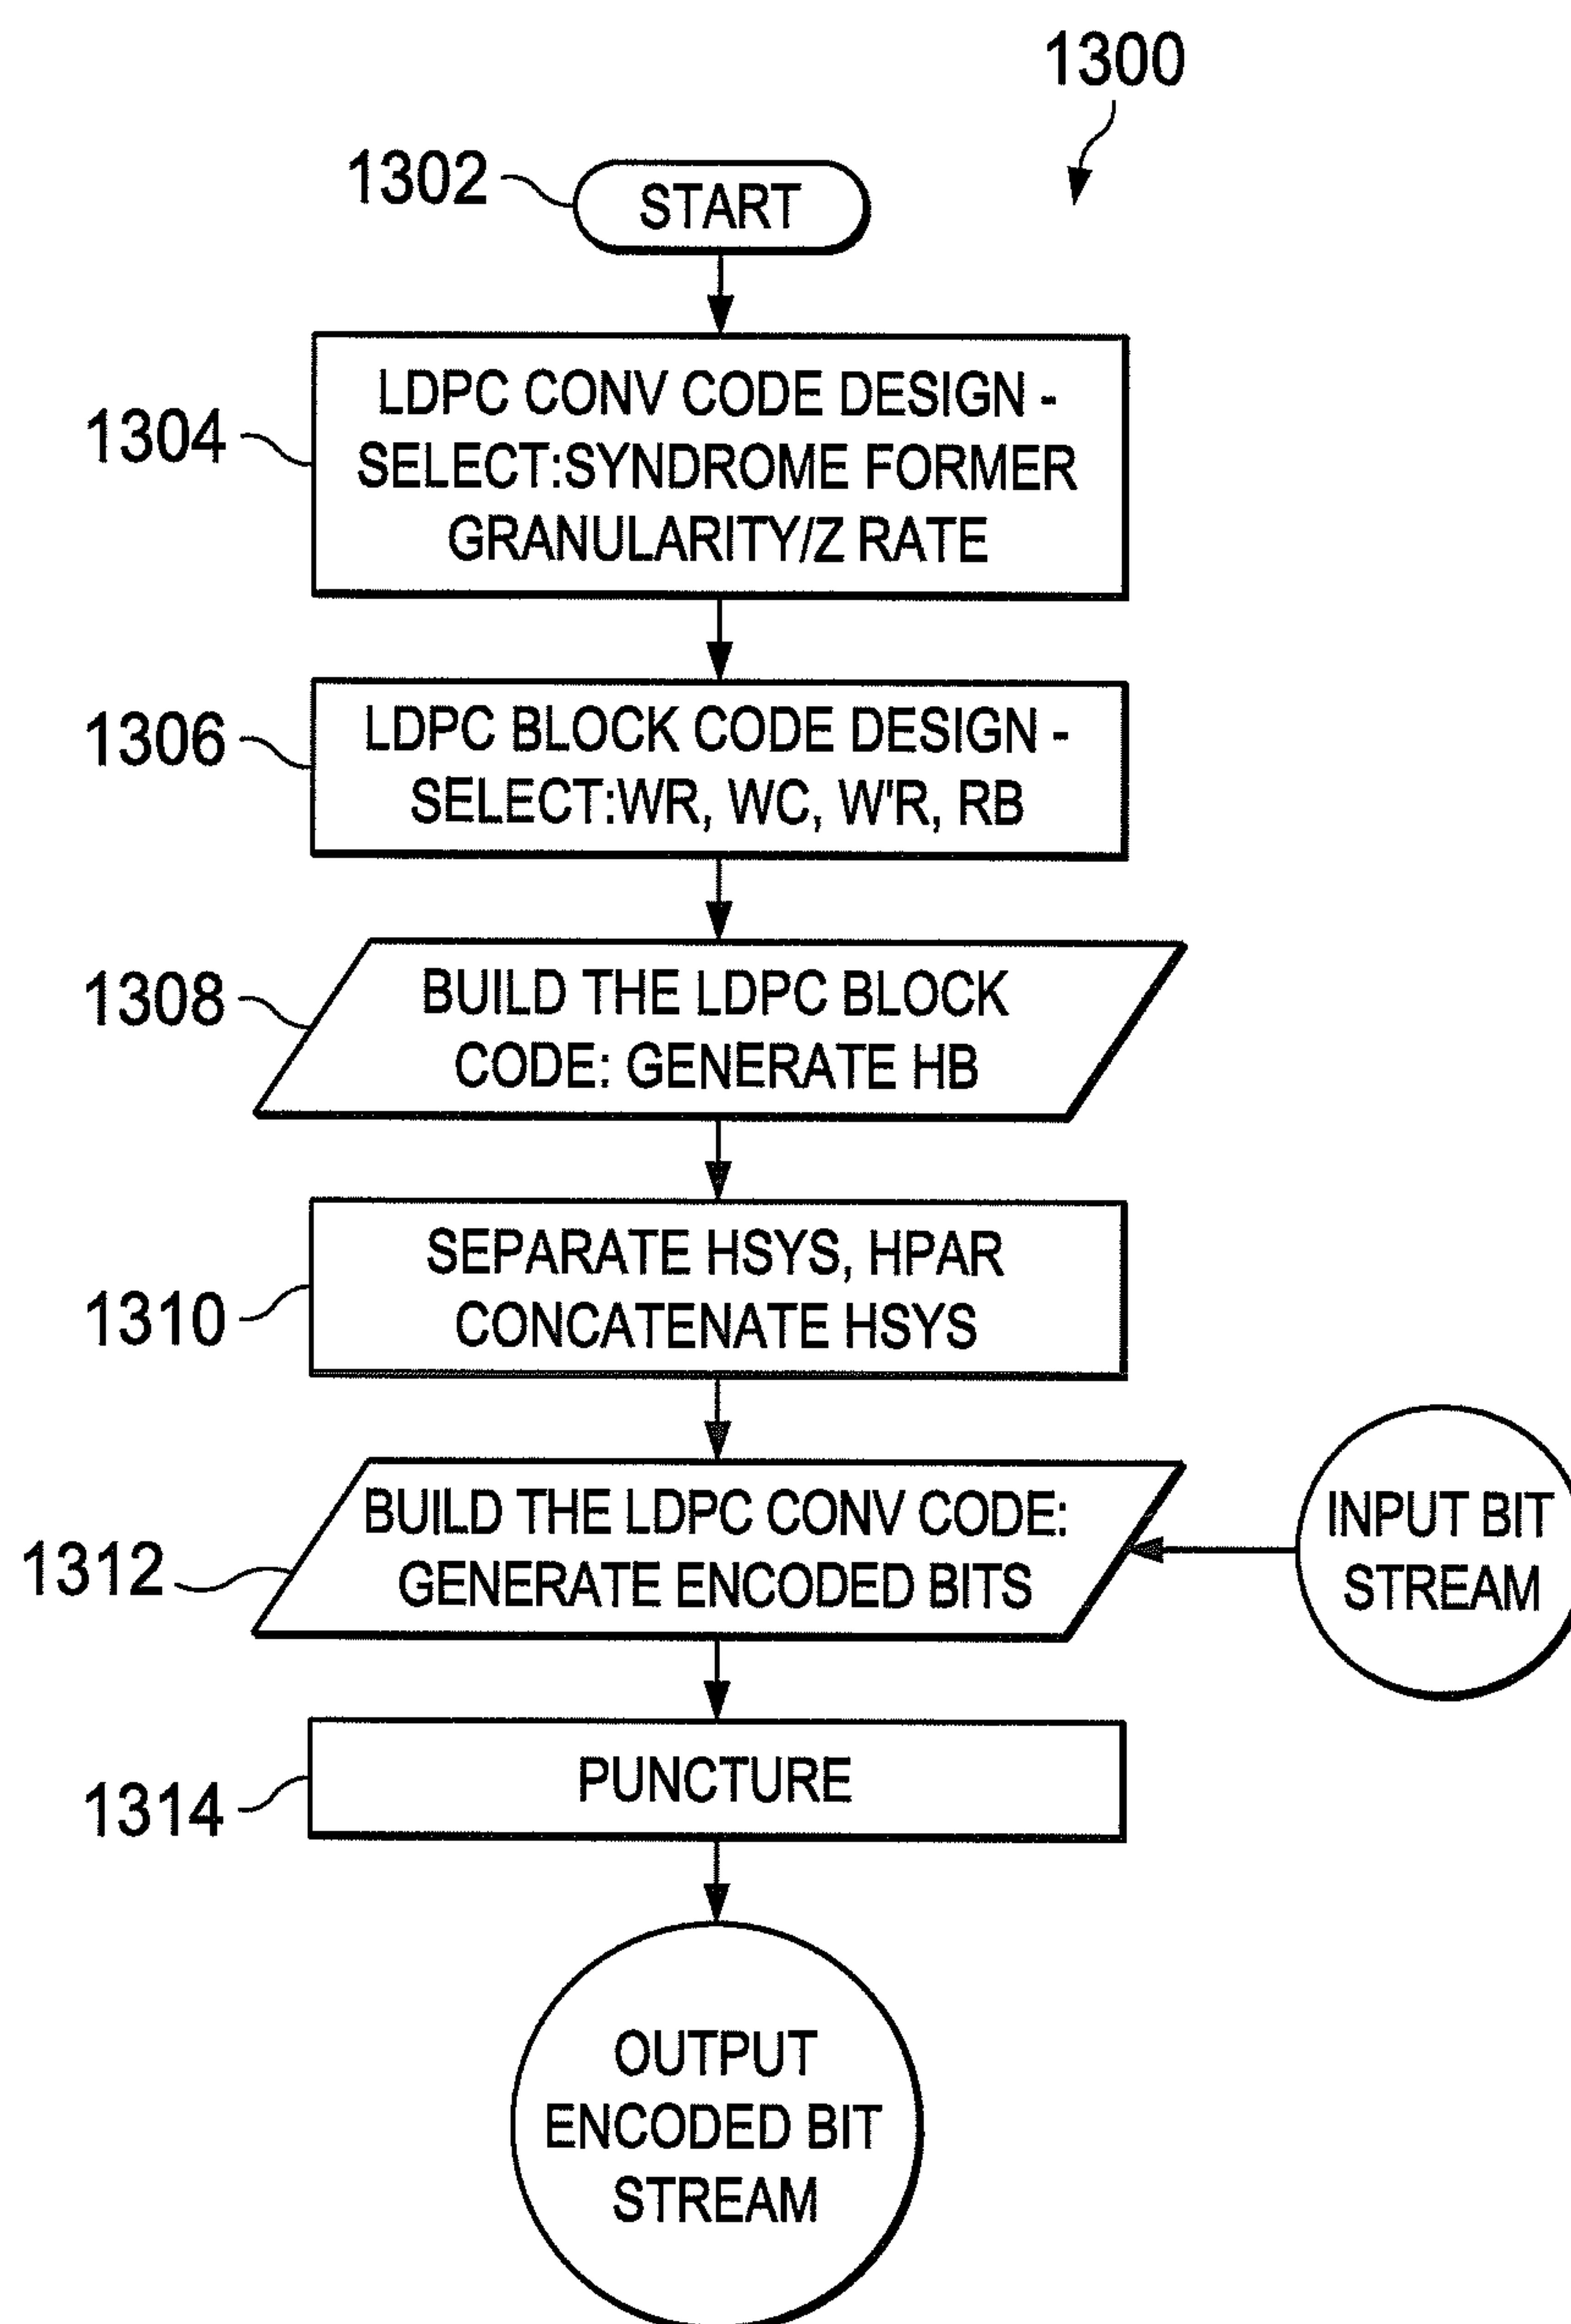 1300
1302
START
1304
LDPC CONV CODE DESIGN -
SELECT:SYNDROME FORMER
GRANULARITY/Z RATE
1306
LDPC BLOCK CODE DESIGN -
SELECT:WR, WC, W'R, RB
1308
BUILD THE LDPC BLOCK
CODE: GENERATE HB
1310
SEPARATE HSYS, HPAR
CONCATENATE HSYS
1312
BUILD THE LDPC CONV CODE:
GENERATE ENCODED BITS
INPUT BIT
STREAM
1314
PUNCTURE
OUTPUT
ENCODED BIT
STREAM